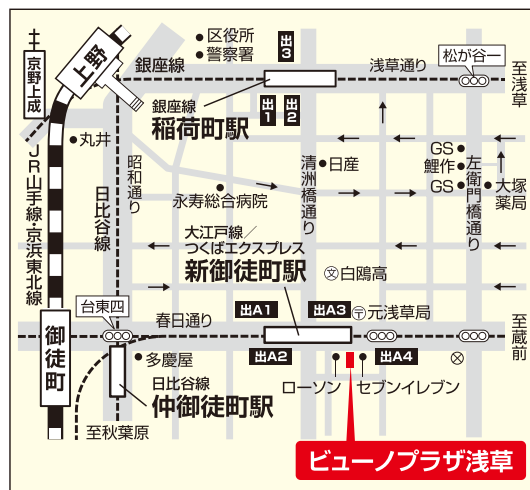 区役所
警察署
出3
松が谷一
至浅草
上野
京野上成
銀座線
浅草通り
銀座線
稲荷町駅
出1
出2
丸井
昭和通り
日比谷線
JR山手線・京浜東北線
永寿総合病院
清洲橋通り
日産
GS
鯉作
GS
左衛門橋通り
大塚薬局
大江戸線/
つくばエクスプレス
新御徒町駅
文白鴎高
台東四
春日通り
出A1
出A3
〒元浅草局
至蔵前
御徒町
多慶屋
出A2
出A4
ローソン
セブンイレブン
日比谷線
仲御徒町駅
至秋葉原
ビューノプラザ浅草